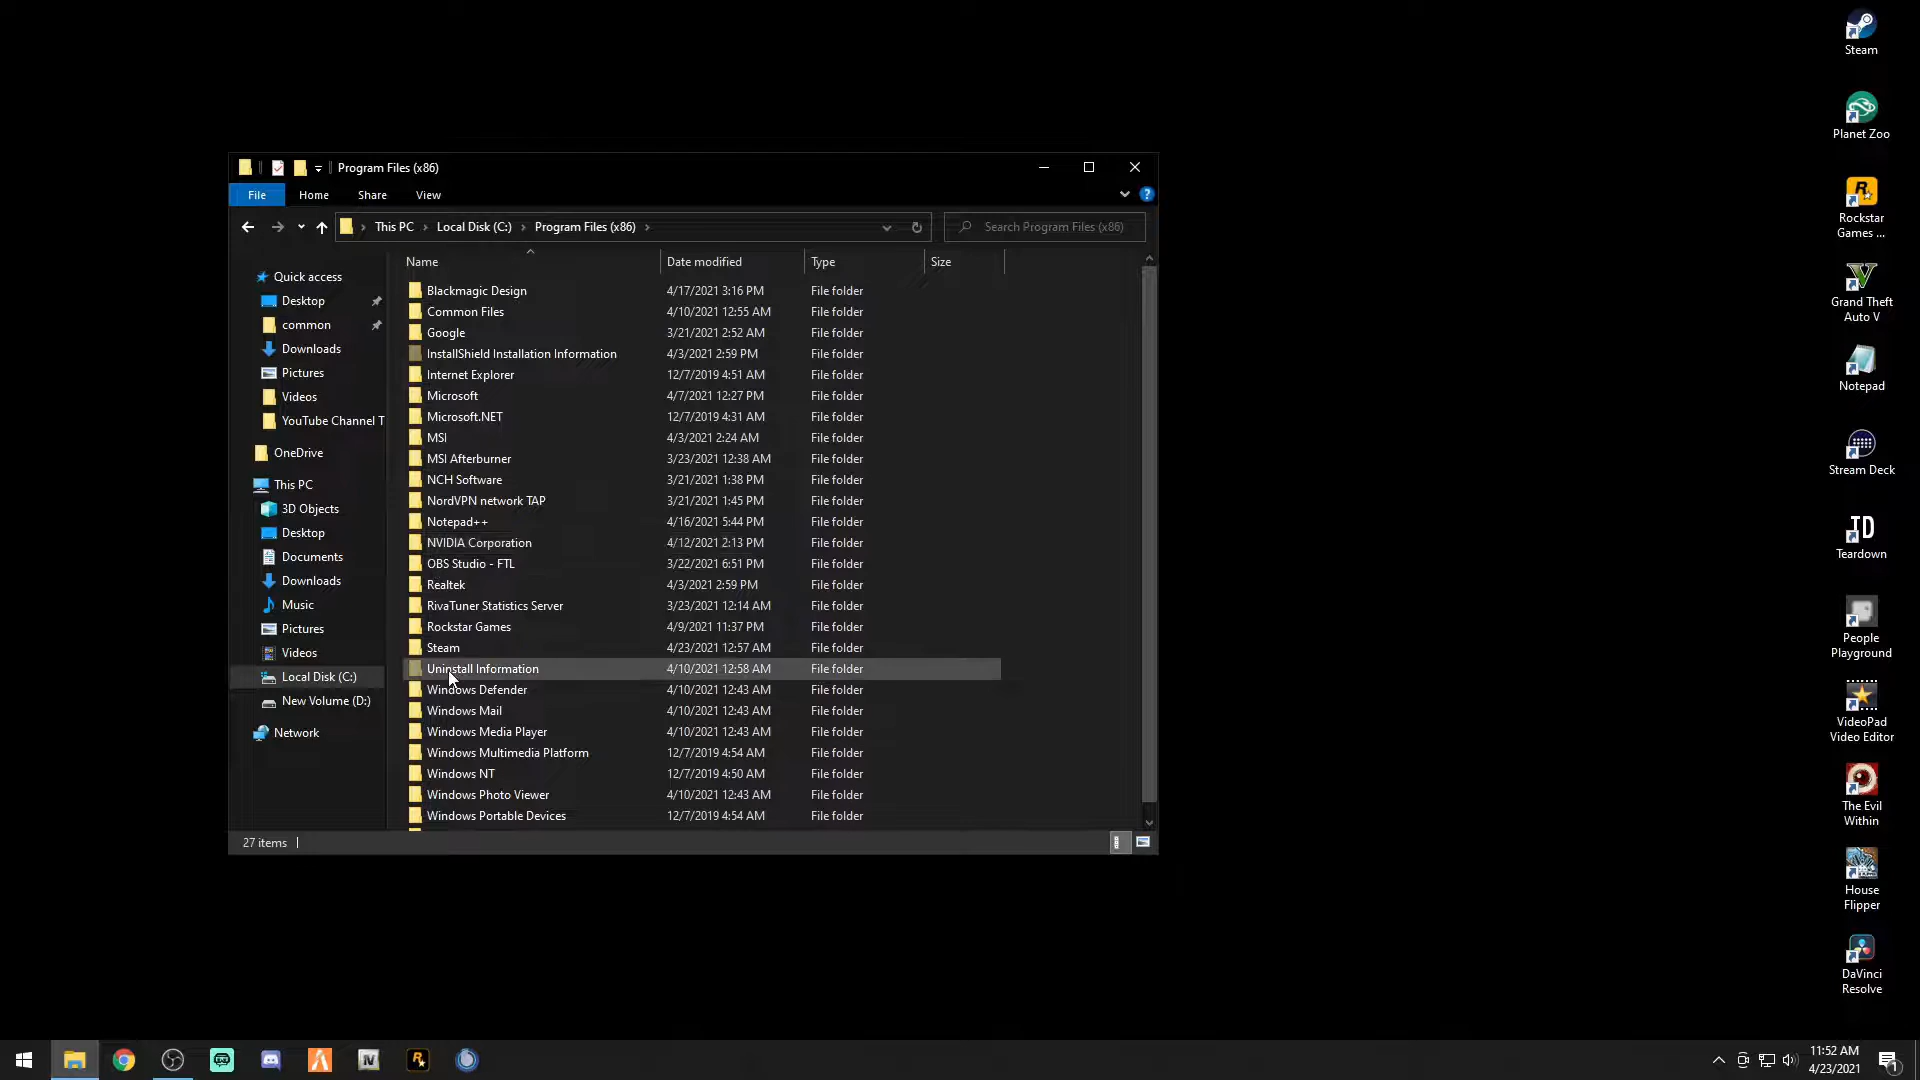 Program Files (x86)
File Home Share View
This PC Local Disk (C:) Program Files (x86)
Search Program Files (x86)
Quick access
Desktop
common
Downloads
Pictures
Videos
YouTube Channel T
OneDrive
This PC
3D Objects
Desktop
Documents
Downloads
Music
Pictures
Videos
Local Disk (C:)
New Volume (D:)
Network
Name Date modified Type Size
Blackmagic Design 4/17/2021 3:16 PM File folder
Common Files 4/10/2021 12:55 AM File folder
Google 3/21/2021 2:52 AM File folder
InstallShield Installation Information 4/3/2021 2:59 PM File folder
Internet Explorer 12/7/2019 4:51 AM File folder
Microsoft 4/7/2021 12:27 PM File folder
Microsoft.NET 12/7/2019 4:31 AM File folder
MSI 4/3/2021 2:24 AM File folder
MSI Afterburner 3/23/2021 12:38 AM File folder
NCH Software 3/21/2021 1:38 PM File folder
NordVPN network TAP 3/21/2021 1:45 PM File folder
Notepad++ 4/16/2021 5:44 PM File folder
NVIDIA Corporation 4/12/2021 2:13 PM File folder
OBS Studio - FTL 3/22/2021 6:51 PM File folder
Realtek 4/3/2021 2:59 PM File folder
RivaTuner Statistics Server 3/23/2021 12:14 AM File folder
Rockstar Games 4/9/2021 11:37 PM File folder
Steam 4/23/2021 12:57 AM File folder
Uninstall Information 4/10/2021 12:58 AM File folder
Windows Defender 4/10/2021 12:43 AM File folder
Windows Mail 4/10/2021 12:43 AM File folder
Windows Media Player 4/10/2021 12:43 AM File folder
Windows Multimedia Platform 12/7/2019 4:54 AM File folder
Windows NT 12/7/2019 4:50 AM File folder
Windows Photo Viewer 4/10/2021 12:43 AM File folder
Windows Portable Devices 12/7/2019 4:54 AM File folder
27 items
Steam
Planet Zoo
Rockstar
Games ...
Grand Theft
Auto V
Notepad
Stream Deck
TD
Teardown
People
Playground
VideoPad
Video Editor
The Evil
Within
House
Flipper
DaVinci
Resolve
IV
11:52 AM
4/23/2021
1